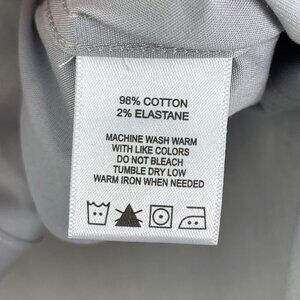 98% COTTON
2% ELASTANE
MACHINE WASH WARM
WITH LIKE COLORS
DO NOT BLEACH
TUMBLE DRY LOW
WARM IRON WHEN NEEDED